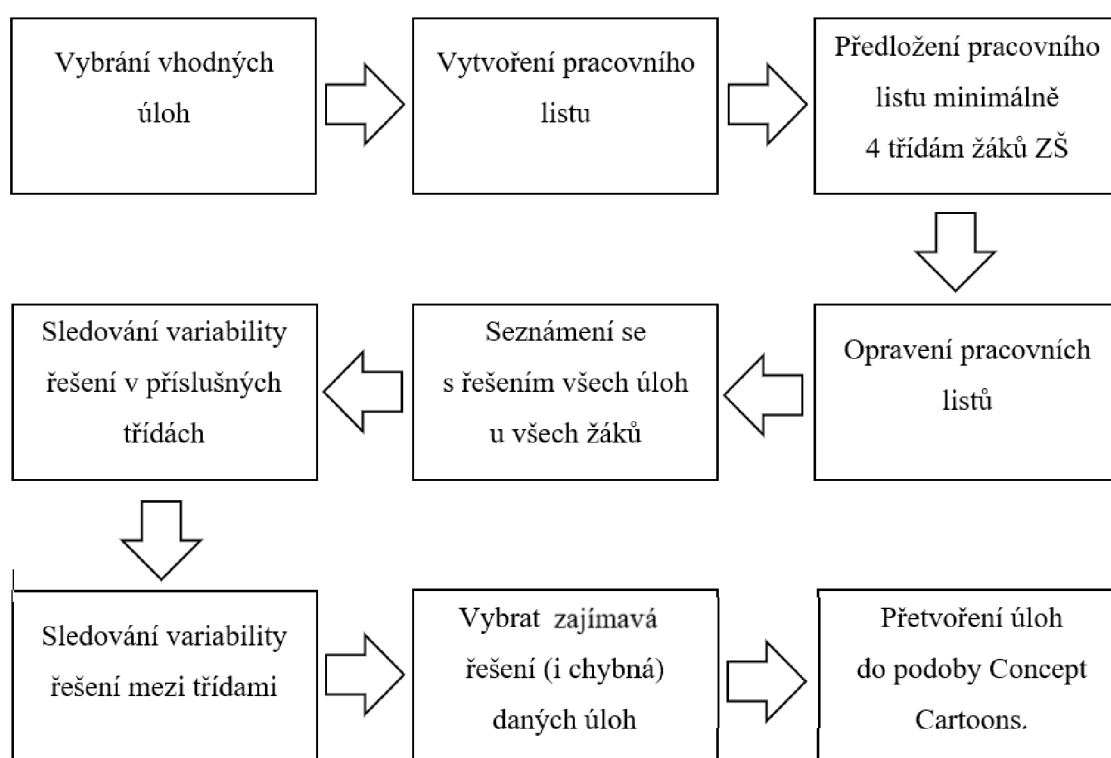 Vybrání vhodných
úloh
Vytvoření pracovního
listu
Předložení pracovního
listu minimálně
4 třídám žáků ZŠ
Opravení pracovních
listů
Seznámení se
s řešením všech úloh
u všech žáků
Sledování variability
řešení v příslušných
třídách
Sledování variability
řešení mezi třídami
Vybrat zajímavá
řešení (i chybná)
daných úloh
Přetvoření úloh
do podoby Concept
Cartoons.